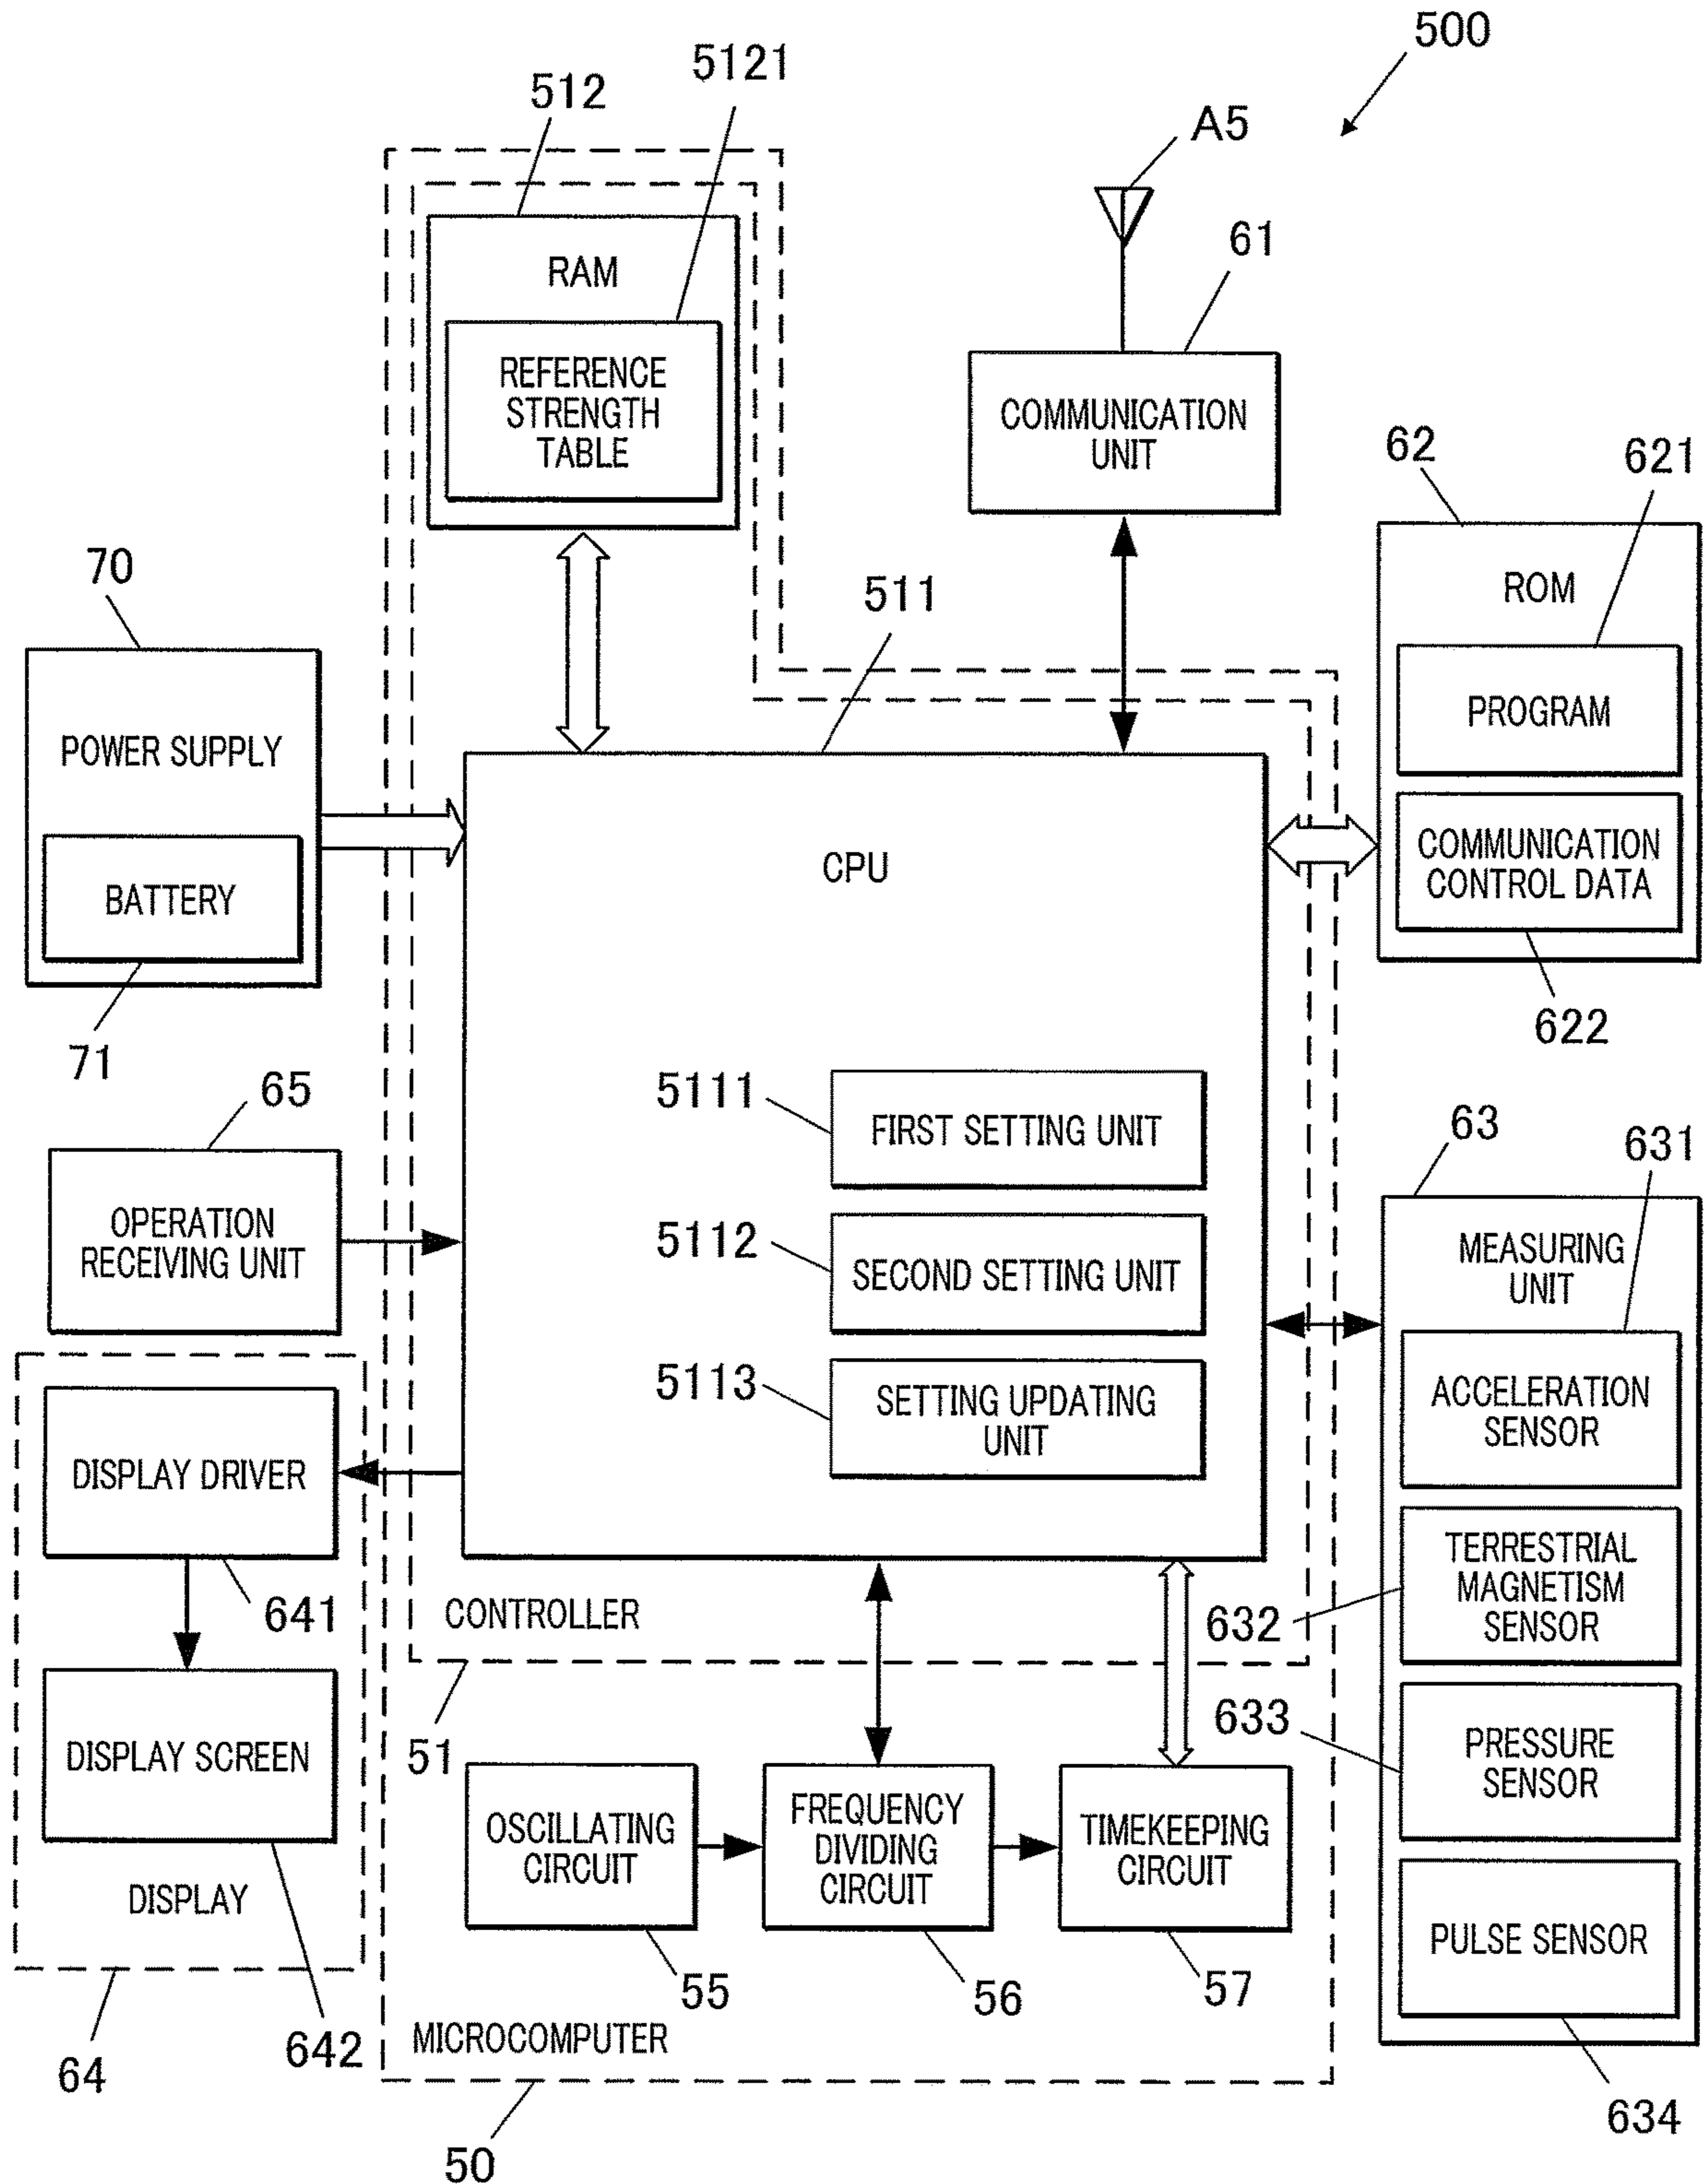 500
5121
512
A5
61
RAM
REFERENCE
STRENGTH
TABLE
COMMUNICATION
UNIT
62
621
70
511
ROM
POWER SUPPLY
PROGRAM
BATTERY
CPU
COMMUNICATION
CONTROL DATA
71
622
65
5111
FIRST SETTING UNIT
63
631
OPERATION
RECEIVING UNIT
5112
SECOND SETTING UNIT
MEASURING
UNIT
5113
SETTING UPDATING
UNIT
ACCELERATION
SENSOR
DISPLAY DRIVER
641
CONTROLLER
632
TERRESTRIAL
MAGNETISM
SENSOR
DISPLAY SCREEN
51
633
PRESSURE
SENSOR
OSCILLATING
CIRCUIT
FREQUENCY
DIVIDING
CIRCUIT
TIMEKEEPING
CIRCUIT
DISPLAY
PULSE SENSOR
55
56
57
64
642
MICROCOMPUTER
634
50